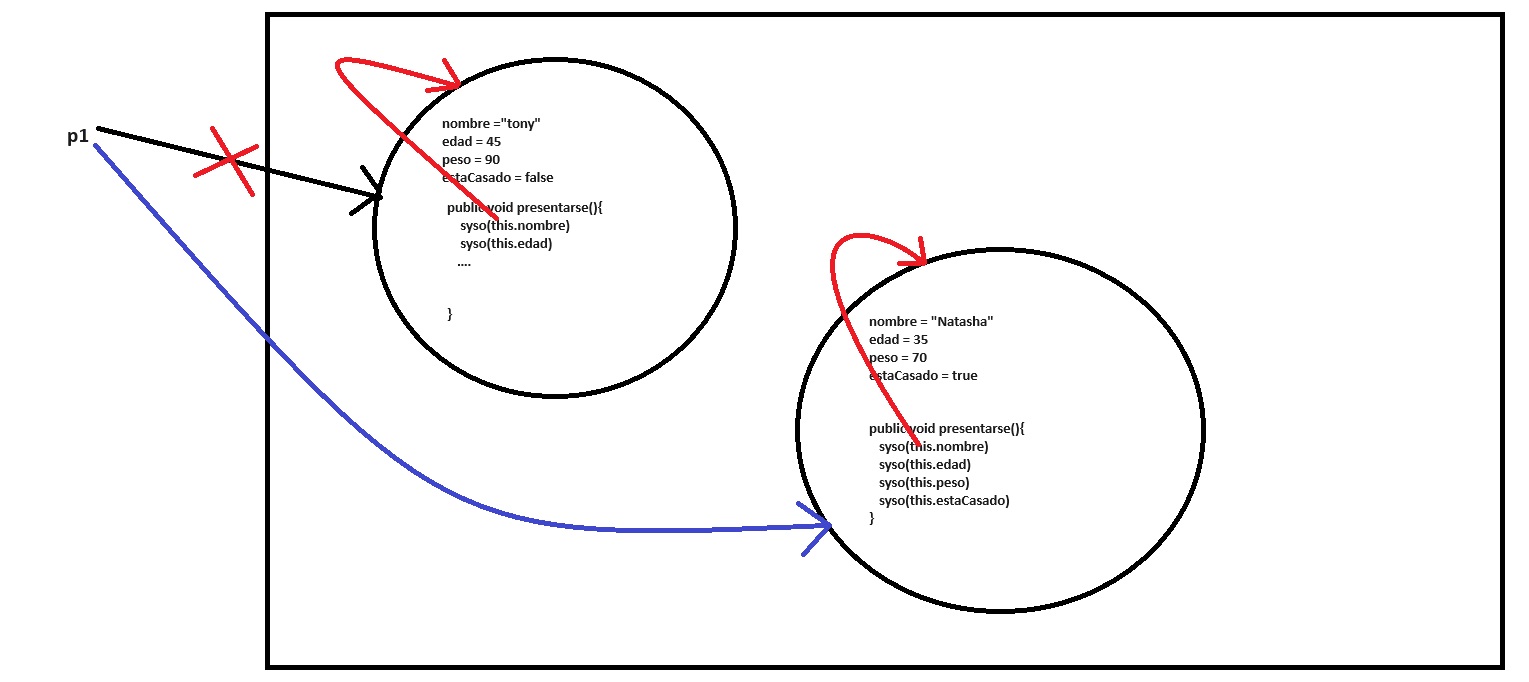 p1
nombre ="tony"
edad = 45
peso = 90
estaCasado = false
public void presentarse(){
syso(this.nombre)
syso(this.edad)
....
}
nombre = "Natasha"
edad = 35
peso = 70
estaCasado = true
public void presentarse(){
syso(this.nombre)
syso(this.edad)
syso(this.peso)
syso(this.estaCasado)
}